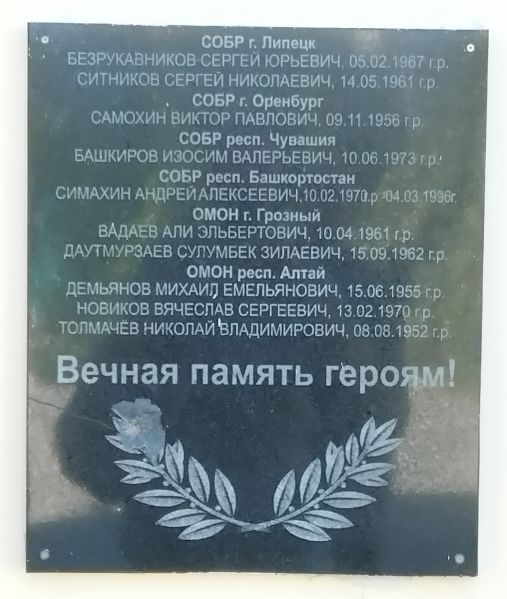 СОБР г. Липецк
БЕЗРУКАВНИКОВ СЕРГЕЙ ЮРЬЕВИЧ, 05.02.1967 г.р.
СИТНИКОВ СЕРГЕЙ НИКОЛАЕВИЧ, 14.05.1961 г.р.
СОБР г. Оренбург
САМОХИН ВИКТОР ПАВЛОВИЧ, 09.11.1956 г.р.
СОБР респ. Чувашия
БАШКИРОВ ИЗОСИМ ВАЛЕРЬЕВИЧ, 10.06.1973 г.р.
СОБР респ. Башкортостан
СИМАХИН АНДРЕЙ АЛЕКСЕЕВИЧ,10.02.1970г.р.-04.03.1996г.
ОМОН г. Грозный
ВАДАЕВ АЛИ ЭЛЬБЕРТОВИЧ, 10.04.1961 г.р.
ДАУТМУРЗАЕВ СУЛУМБЕК ЗИЛАЕВИЧ, 15.09.1962 г.р.
ОМОН респ. Алтай
ДЕМЬЯНОВ МИХАИЛ ЕМЕЛЬЯНОВИЧ, 15.06.1955 г.р.
НОВИКОВ ВЯЧЕСЛАВ СЕРГЕЕВИЧ, 13.02.1970 г.р.
ТОЛМАЧЁВ НИКОЛАЙ ВЛАДИМИРОВИЧ, 08.08.1952 г.р.
Вечная память героям!